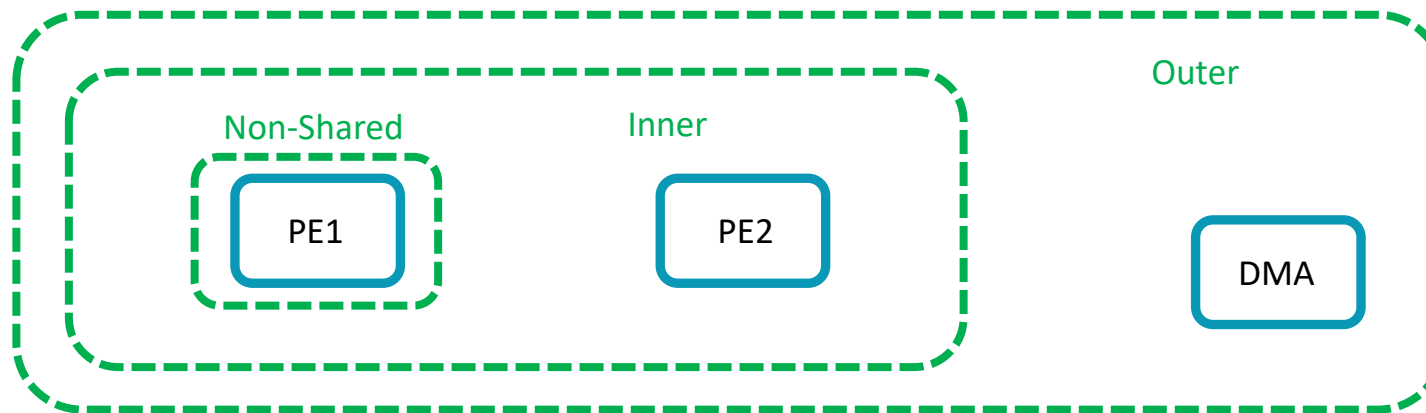 Outer
Non-Shared
Inner
PE1
PE2
DMA